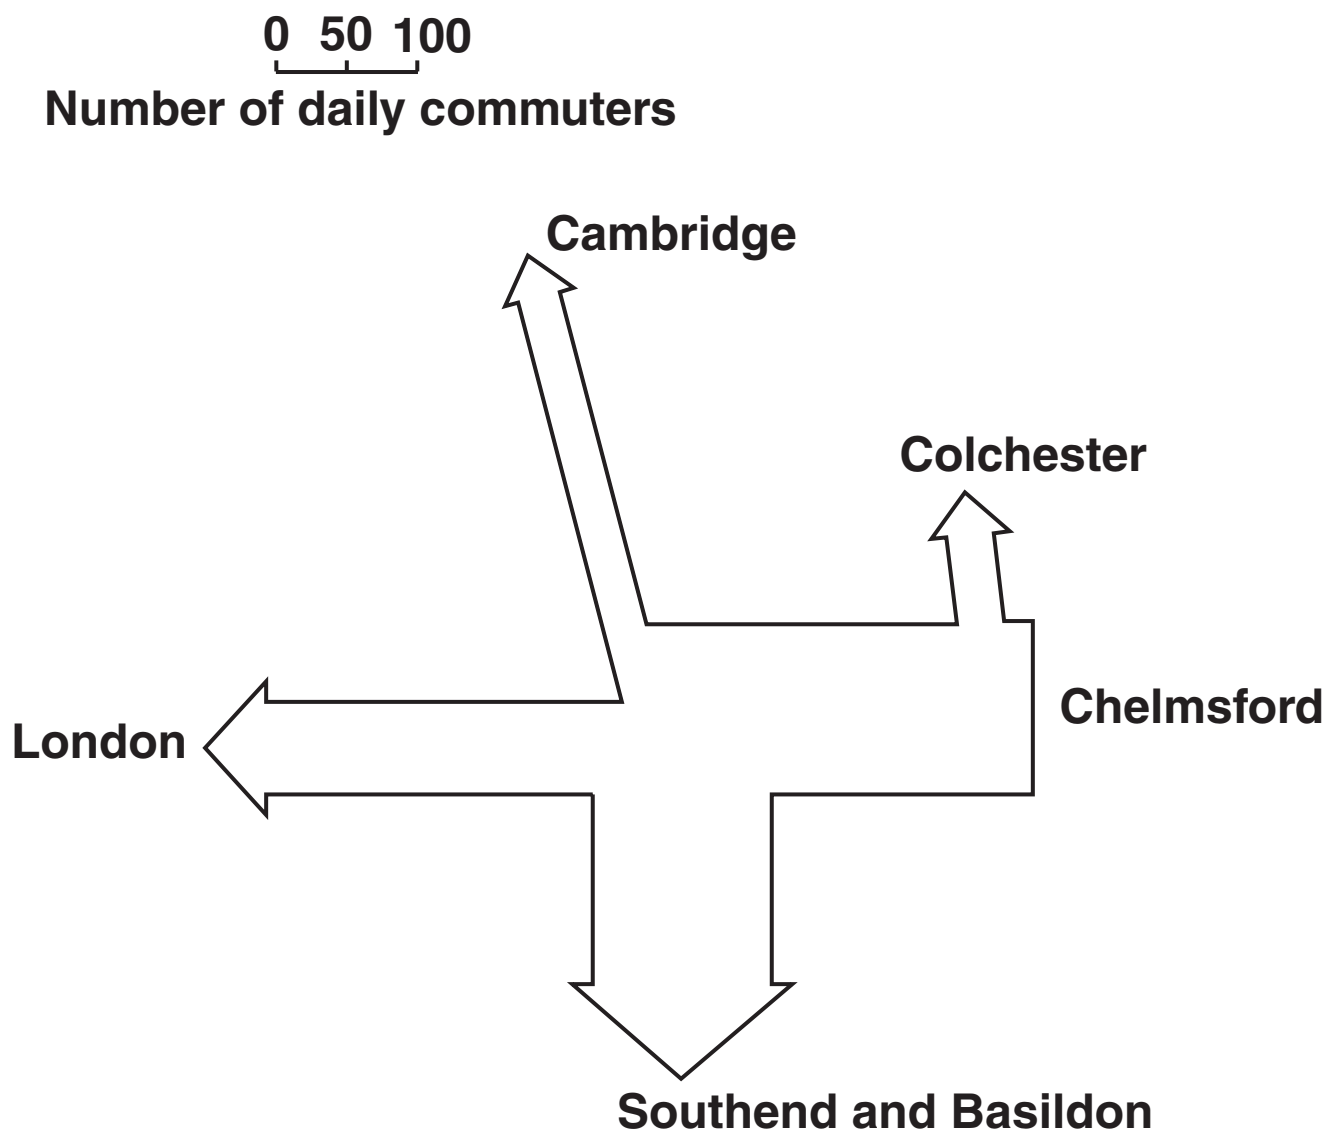 0 50 100
Number of daily commuters
Cambridge
Colchester
Chelmsford
London
Southend and Basildon